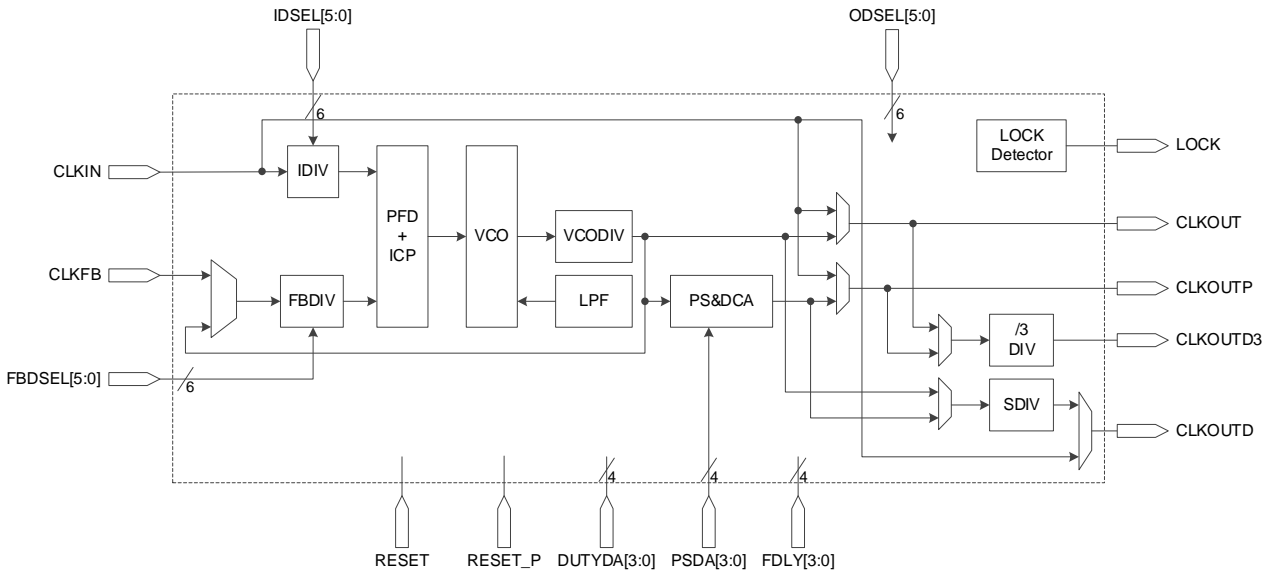 IDSEL[5:0]
ODSEL[5:0]
6
6
LOCK
Detector
LOCK
CLKIN
IDIV
PFD
+
ICP
VCO
VCODIV
CLKOUT
CLKFB
FBDIV
LPF
PS&DCA
CLKOUTP
/3
DIV
CLKOUTD3
FBDSEL[5:0]
6
SDIV
CLKOUTD
4
4
4
RESET
RESET_P
DUTYDA[3:0]
PSDA[3:0]
FDLY[3:0]